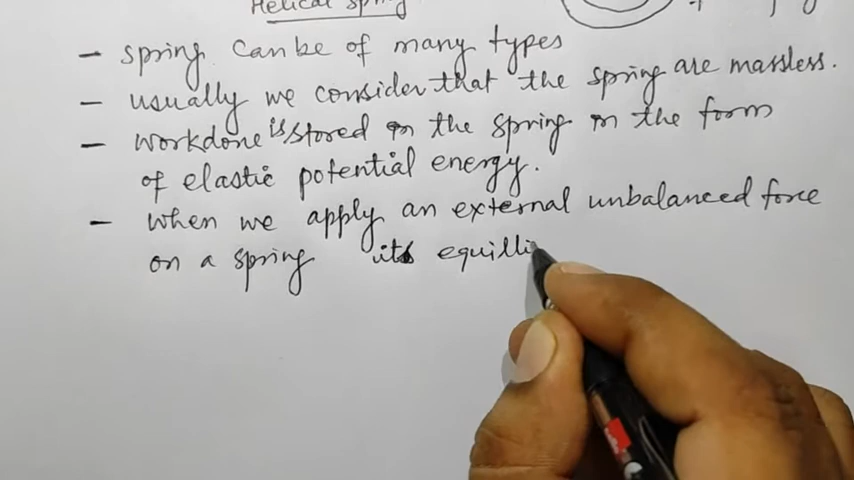 Helical spring
- spring can be of many types
- usually we consider that the spring are massless.
- workdone is stored in the spring in the form
of elastic potential energy.
- when we apply an external unbalanced force
on a spring its equilli